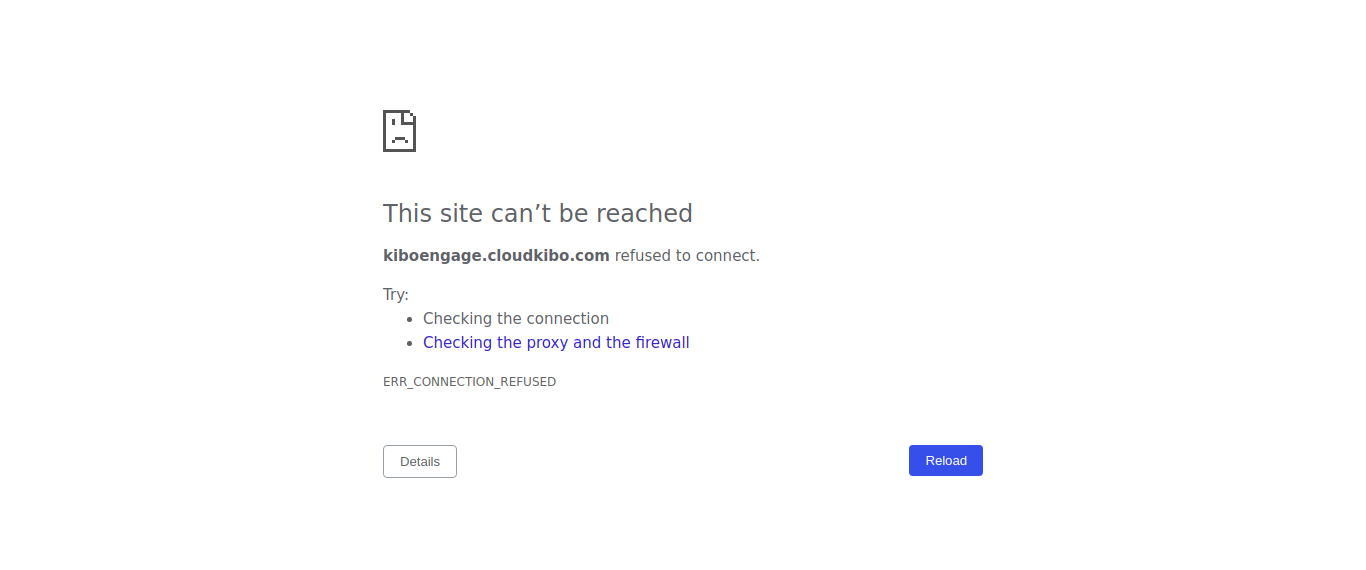 This site can’t be reached
kiboengage.cloudkibo.com refused to connect.
Try:
Checking the connection
Checking the proxy and the firewall
ERR_CONNECTION_REFUSED
Details
Reload